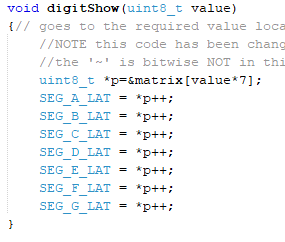 void digitShow(uint8_t value)
{// goes to the required value loca
//NOTE this code has been chang
//the '~' is bitwise NOT in thi
uint8_t *p=&matrix[value*7];
SEG_A_LAT = *p++;
SEG_B_LAT = *p++;
SEG_C_LAT = *p++;
SEG_D_LAT = *p++;
SEG_E_LAT = *p++;
SEG_F_LAT = *p++;
SEG_G_LAT = *p++;
}